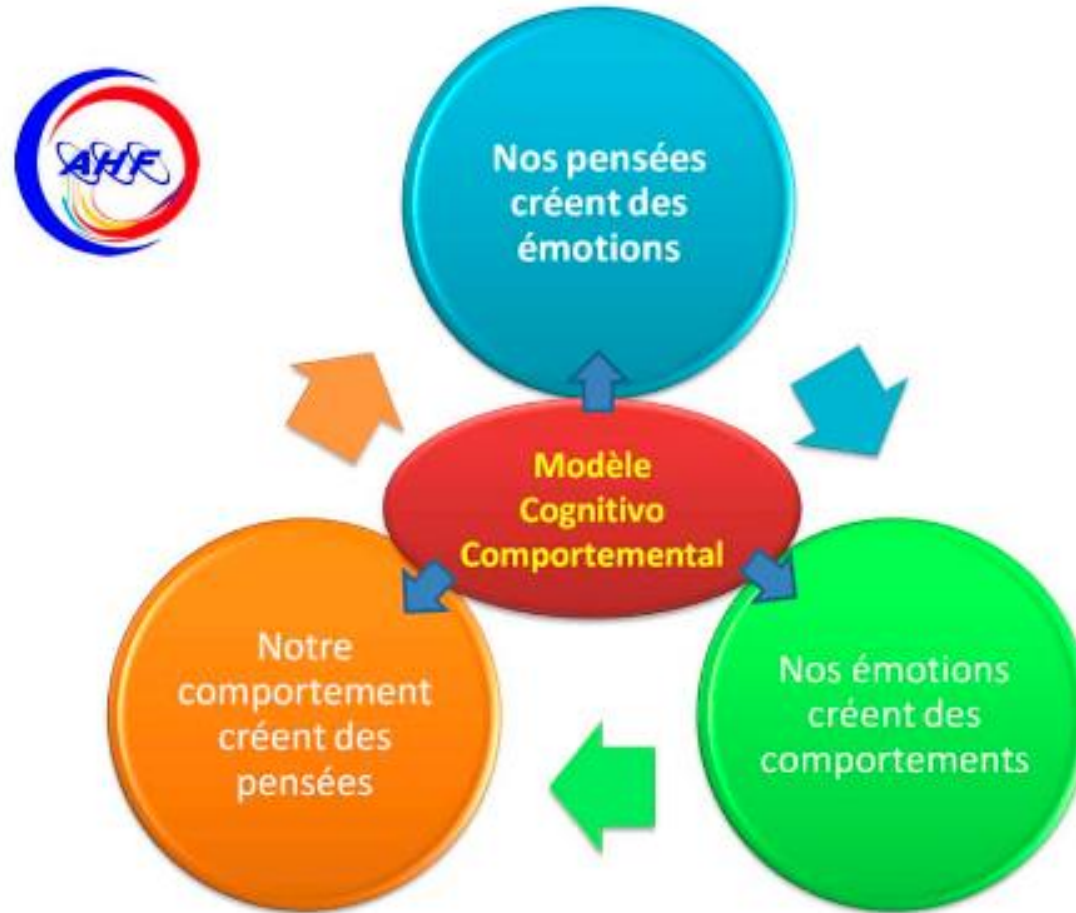 AHF
Nos pensées
créent des
émotions
Modèle
Cognitivo
Comportemental
Notre
comportement
créent des
pensées
Nos émotions
créent des
comportements